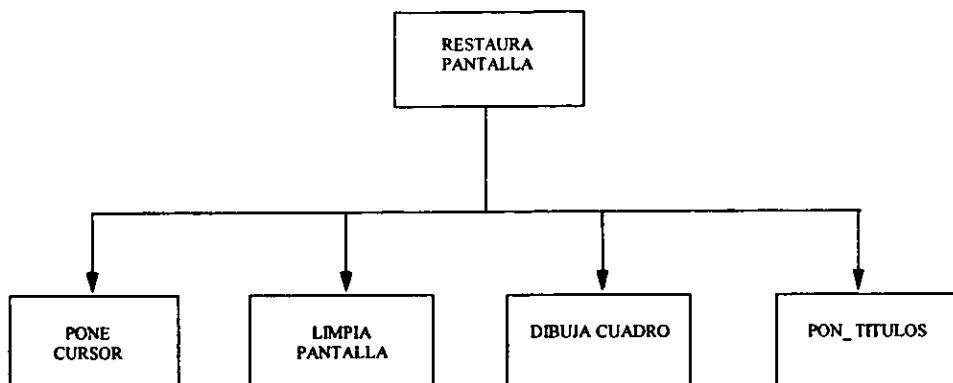 RESTAURA
PANTALLA
PONE
CURSOR
LIMPIA
PANTALLA
DIBUJA CUADRO
PON_ TITULOS